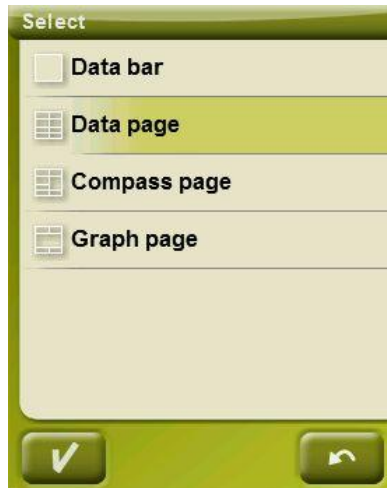 Select
Data bar
Data page
Compass page
Graph page